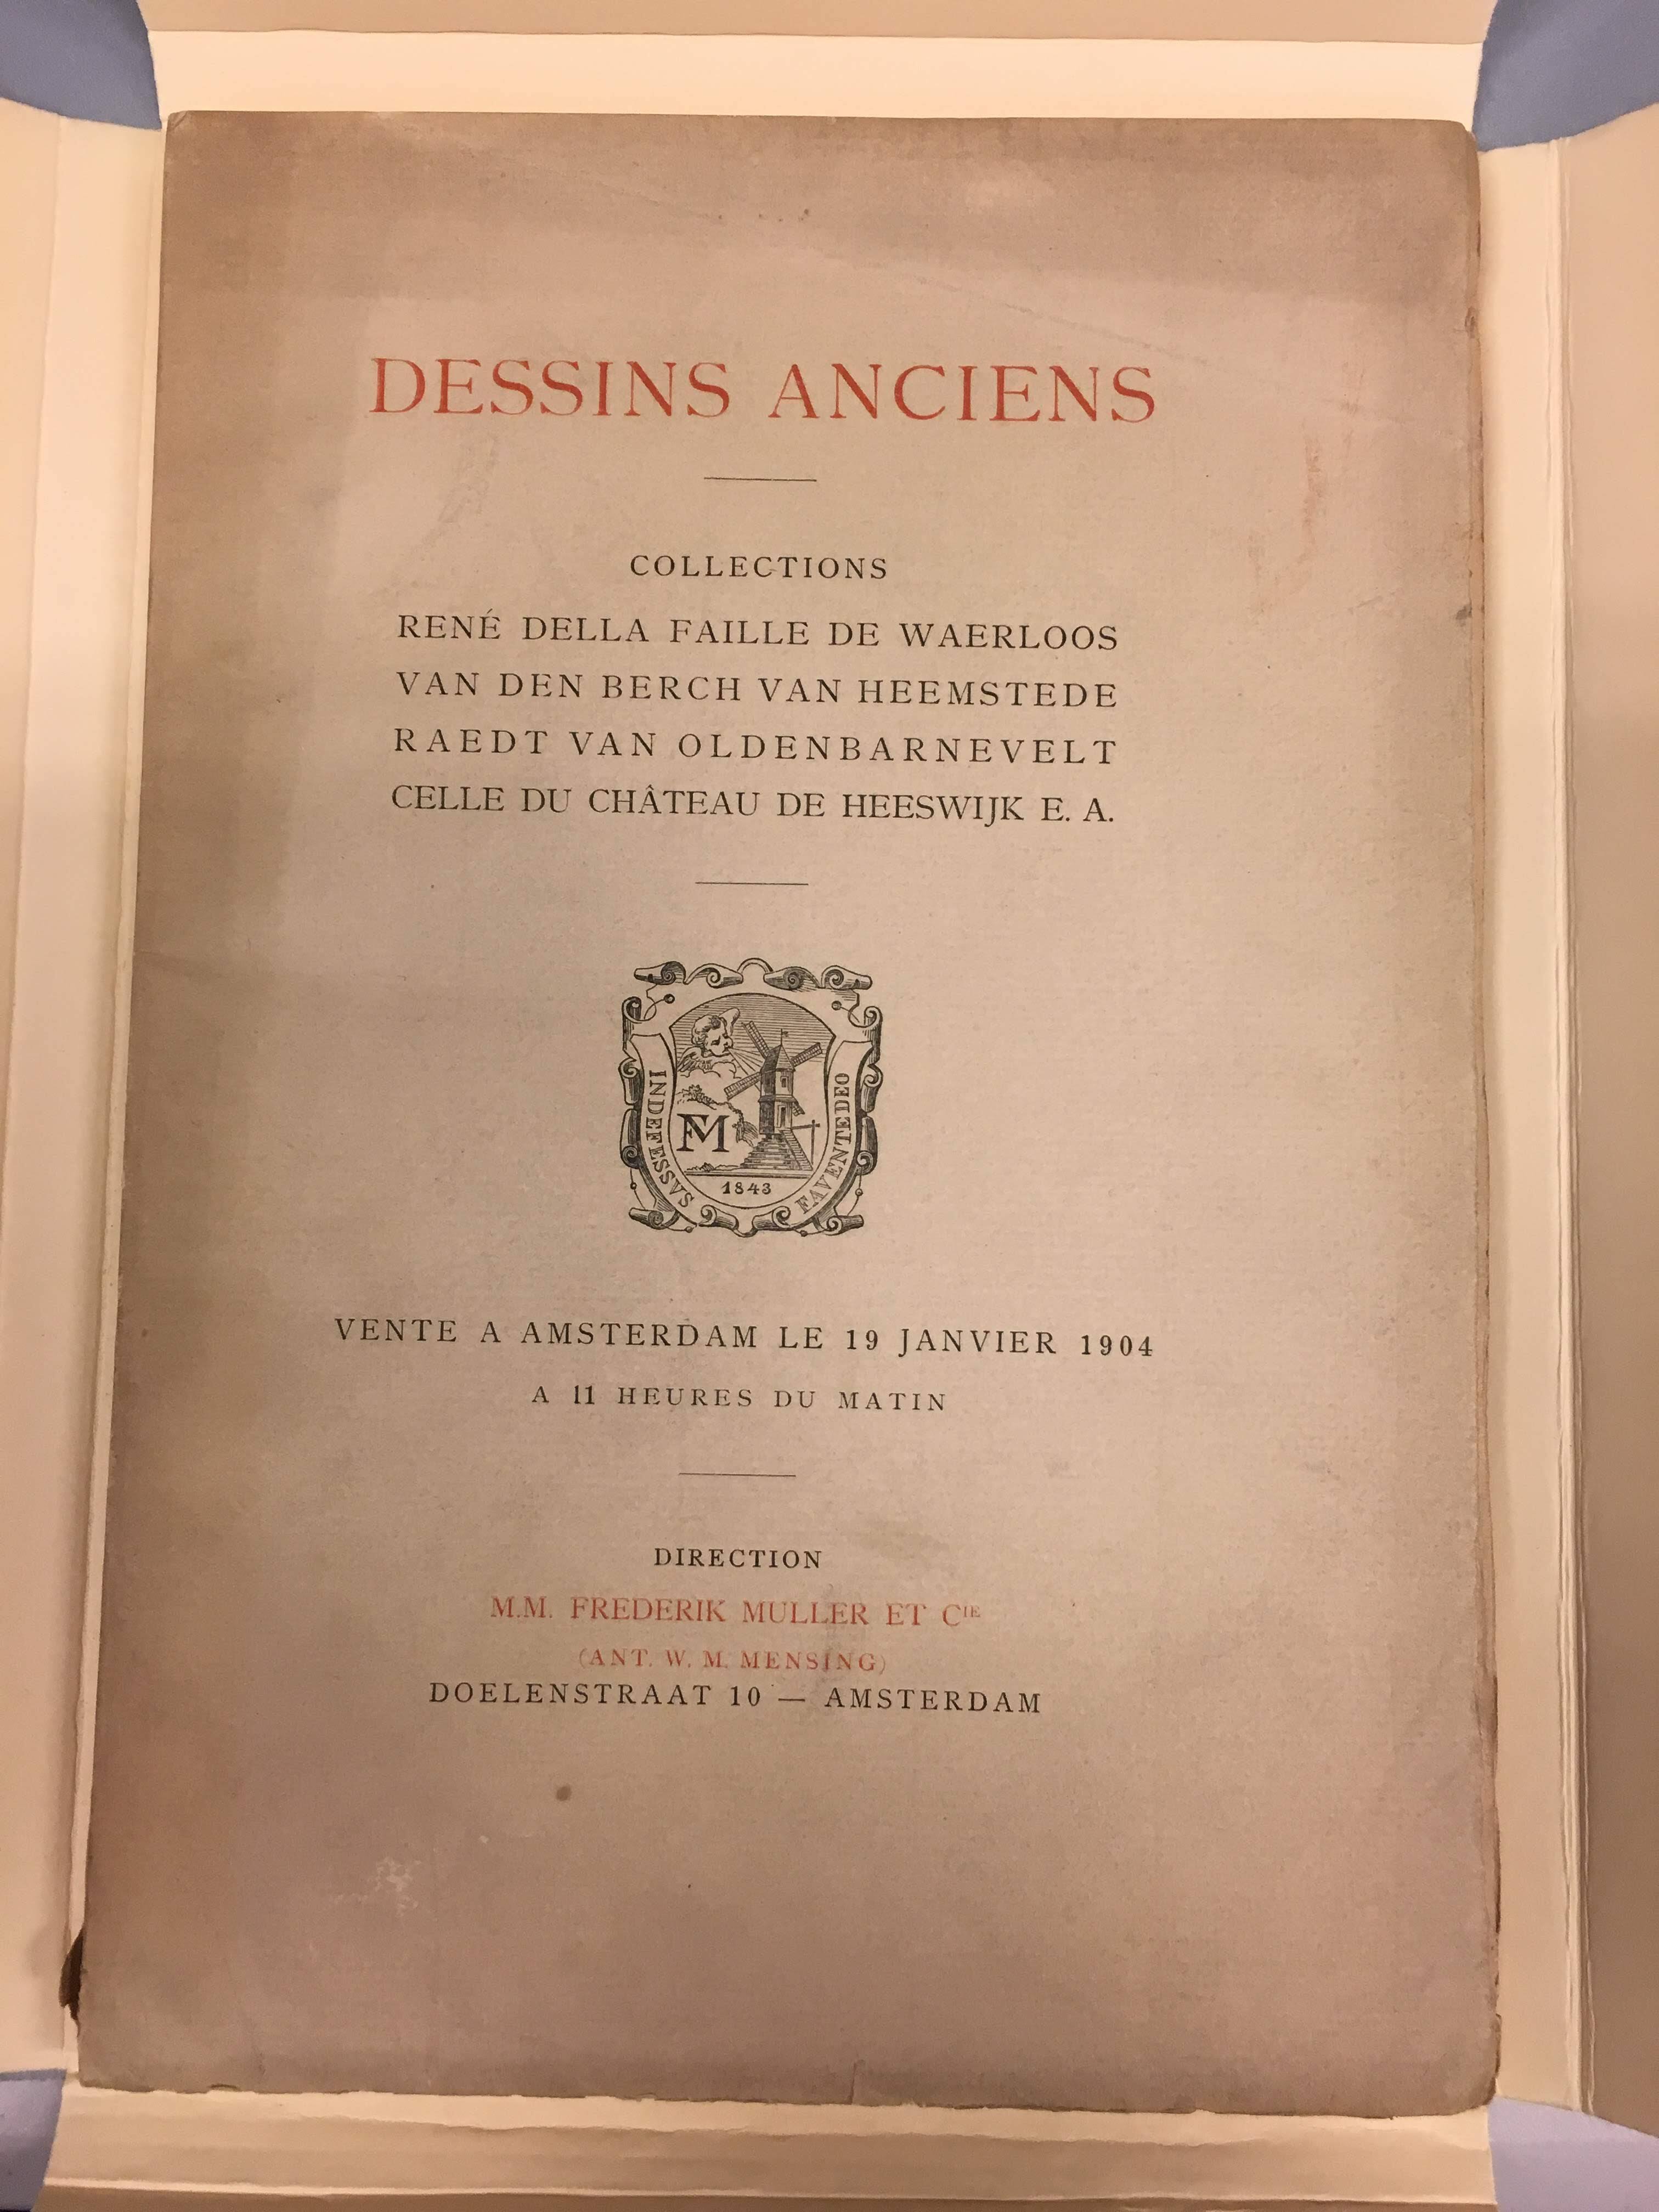 DESSINS ANCIENS
COLLECTIONS
RENÉ DELLA FAILLE DE WAERLOOS
VAN DEN BERCH VAN HEEMSTEDE
RAEDT VAN OLDENBARNEVELT
CELLE DU CHÂTEAU DE HEESWIJK E. A.
INDEFESSVS
FAVENTE DEO
FM
1843
VENTE A AMSTERDAM LE 19 JANVIER 1904
A 11 HEURES DU MATIN
DIRECTION
M.M. FREDERIK MULLER ET CIE
(ANT. W. M. MENSING)
DOELENSTRAAT 10 — AMSTERDAM